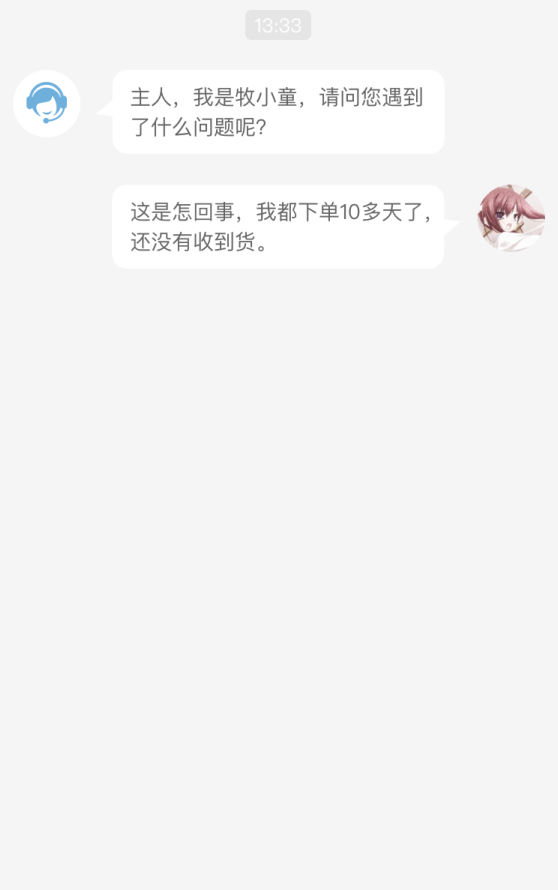 13:33
主人，我是牧小童，请问您遇到
了什么问题呢？
这是怎回事，我都下单10多天了，
还没有收到货。